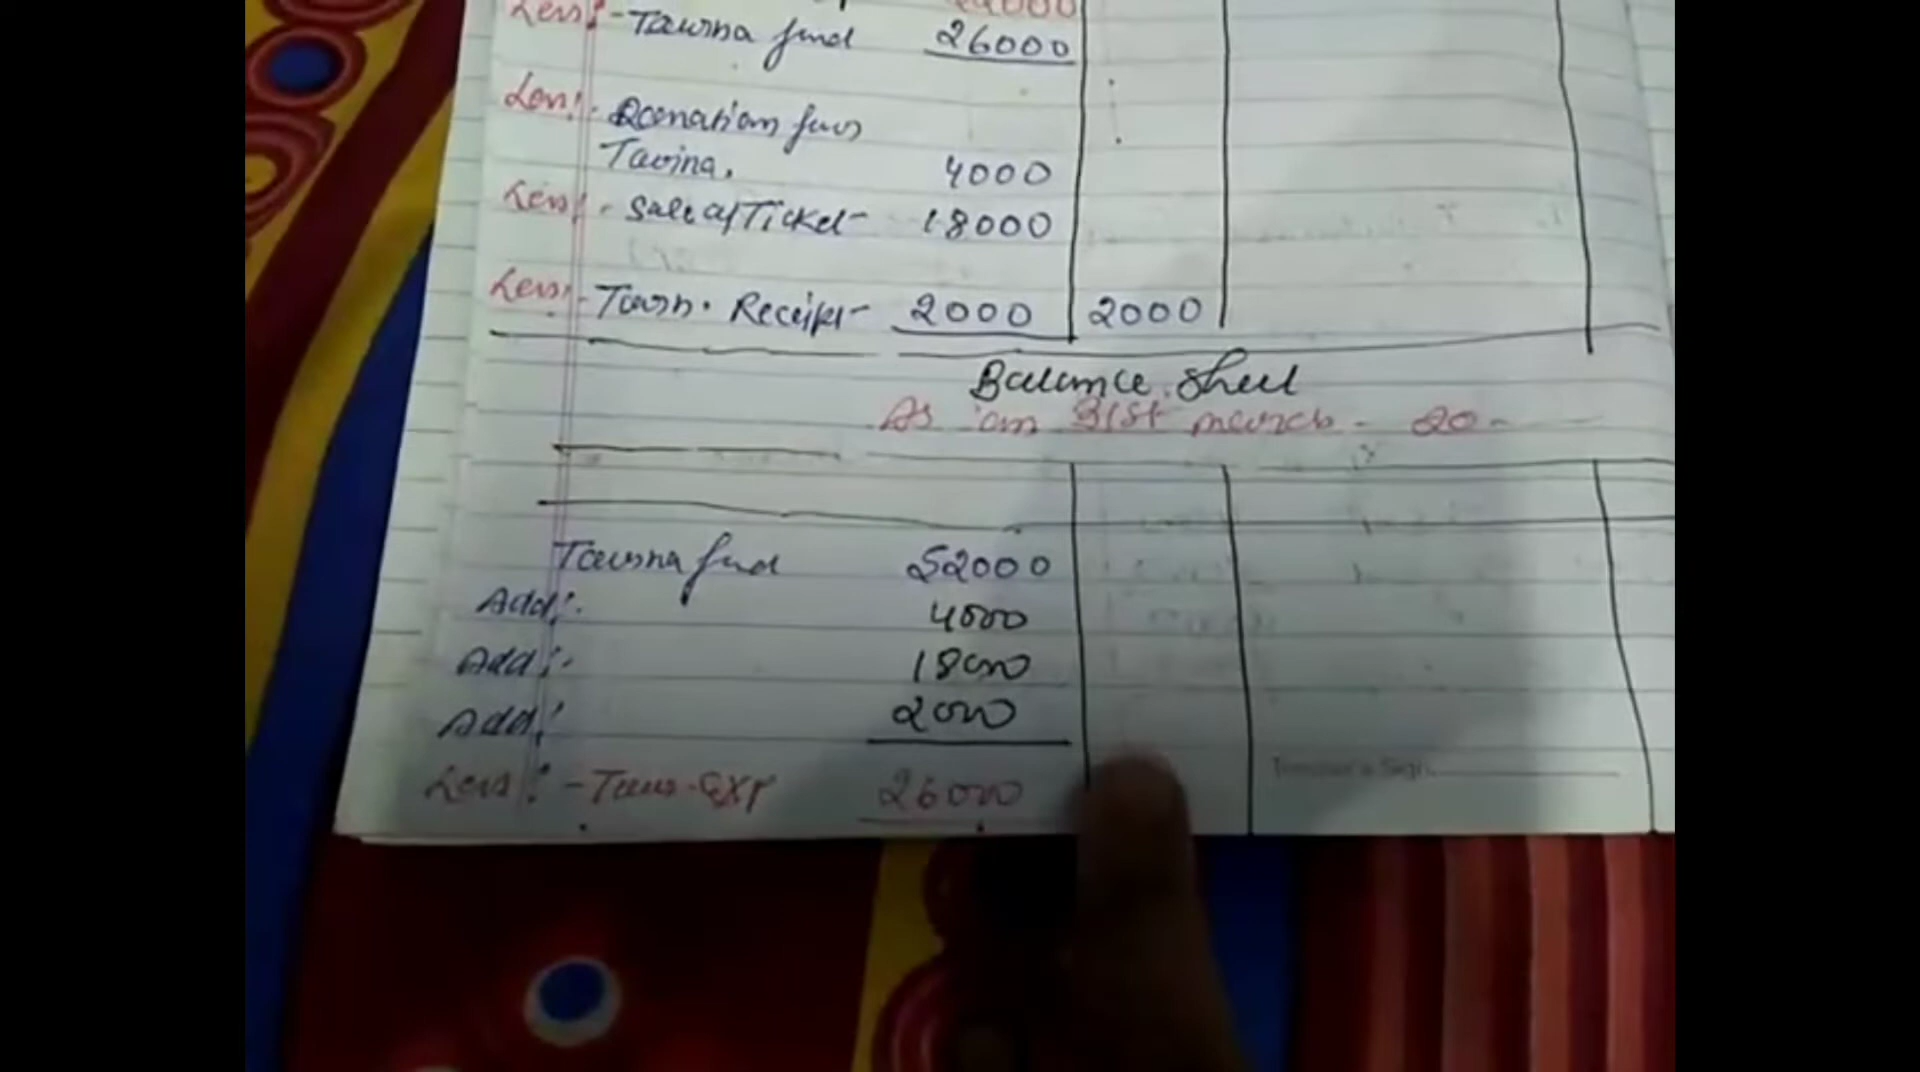 Less:- Tourna fund 26000
Less:- Donation for
Tourna. 4000
Less:- Sale of Ticket- 18000
Less:- Tourn. Receipt- 2000 2000
Balance Sheet
As on 31st march - 20-
Tourna fund 52000
Add:- 4000
Add:- 18000
Add:- 2000
Less:- Tour.Exp 26000
Teacher's Sign.